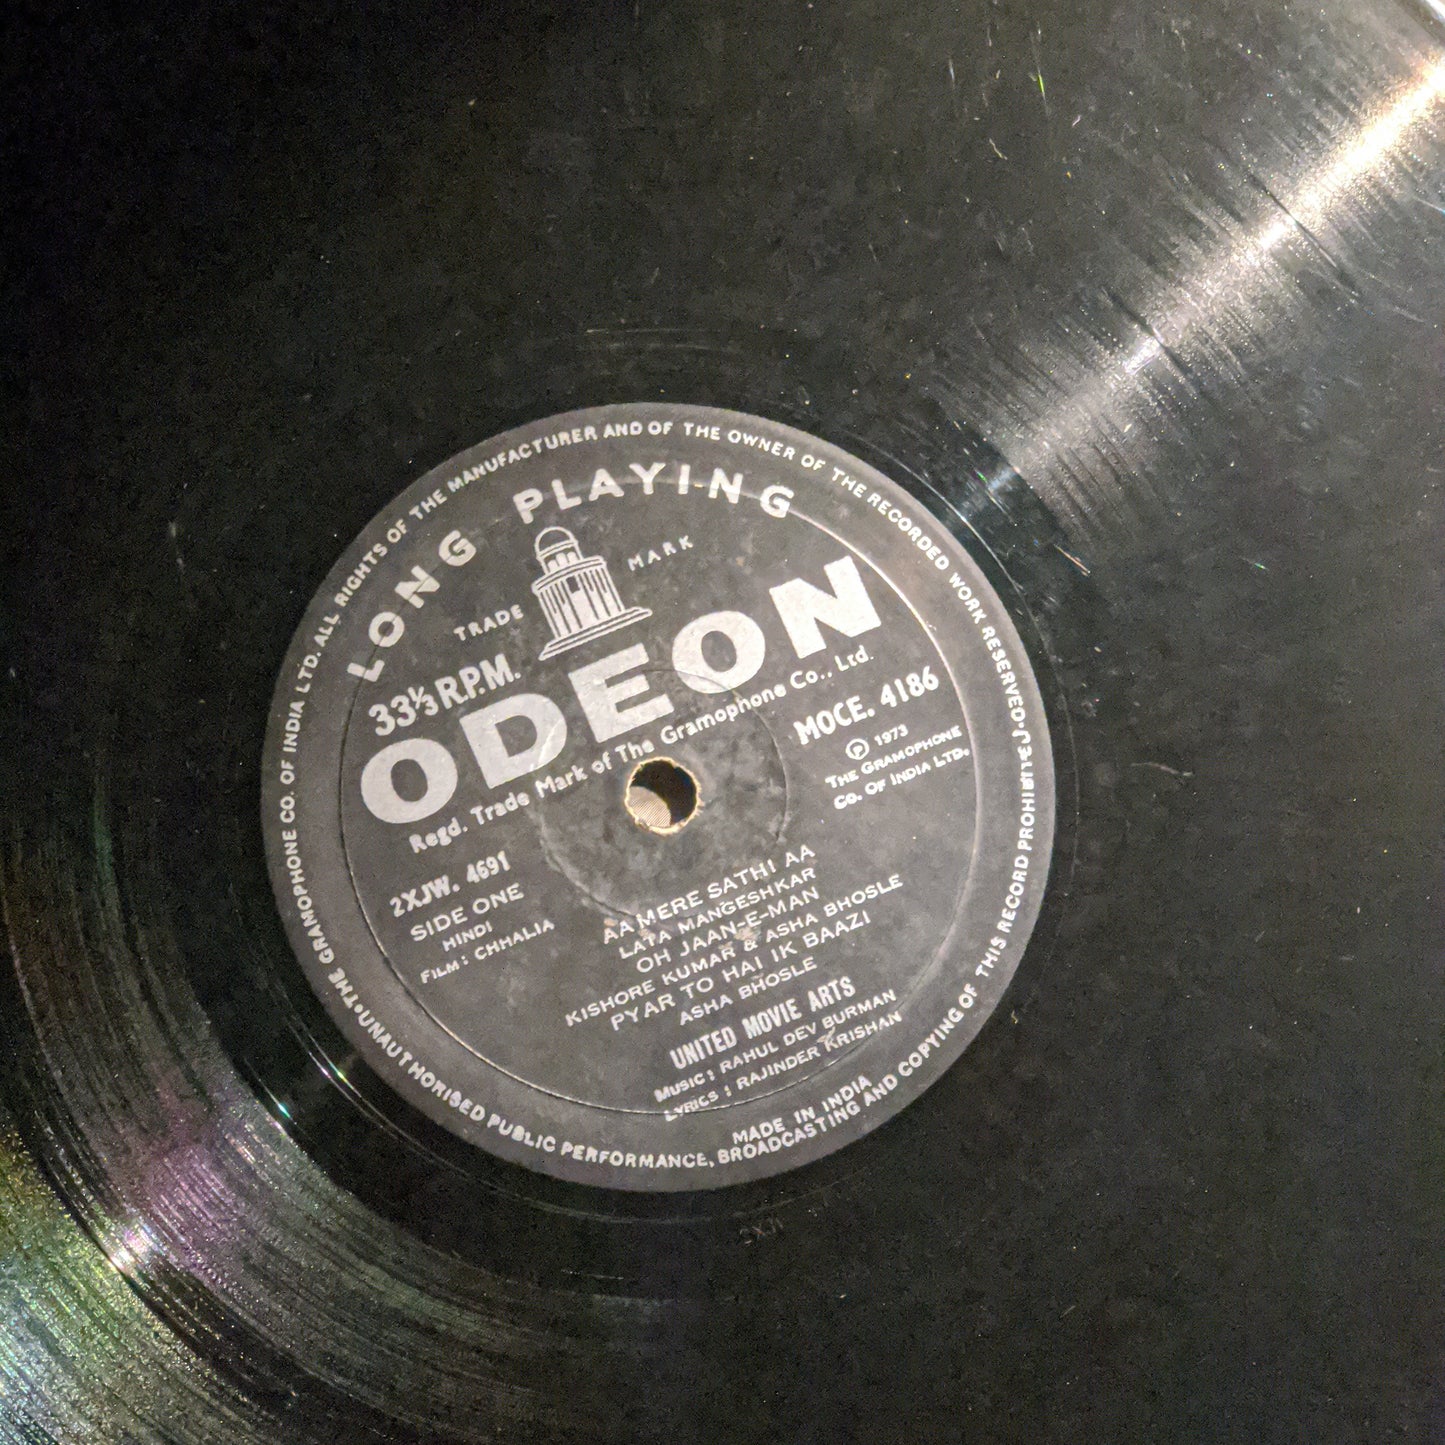 THE GRAMOPHONE CO. OF INDIA LTD. ALL RIGHTS OF THE MANUFACTURER AND OF THE OWNER OF THE RECORDED WORK RESERVED.
UNAUTHORISED PUBLIC PERFORMANCE, BROADCASTING AND COPYING OF THIS RECORD PROHIBITED
LONG PLAYING
TRADE MARK
33⅓ R.P.M.
ODEON
Regd. Trade Mark of The Gramophone Co., Ltd.
MOCE. 4186
℗ 1973
THE GRAMOPHONE
CO. OF INDIA LTD.
2XJW. 4691
SIDE ONE
HINDI
FILM : CHHALIA
AA MERE SATHI AA
LATA MANGESHKAR
OH JAAN-E-MAN
KISHORE KUMAR & ASHA BHOSLE
PYAR TO HAI IK BAAZI
ASHA BHOSLE
UNITED MOVIE ARTS
MUSIC : RAHUL DEV BURMAN
LYRICS : RAJINDER KRISHAN
MADE IN INDIA